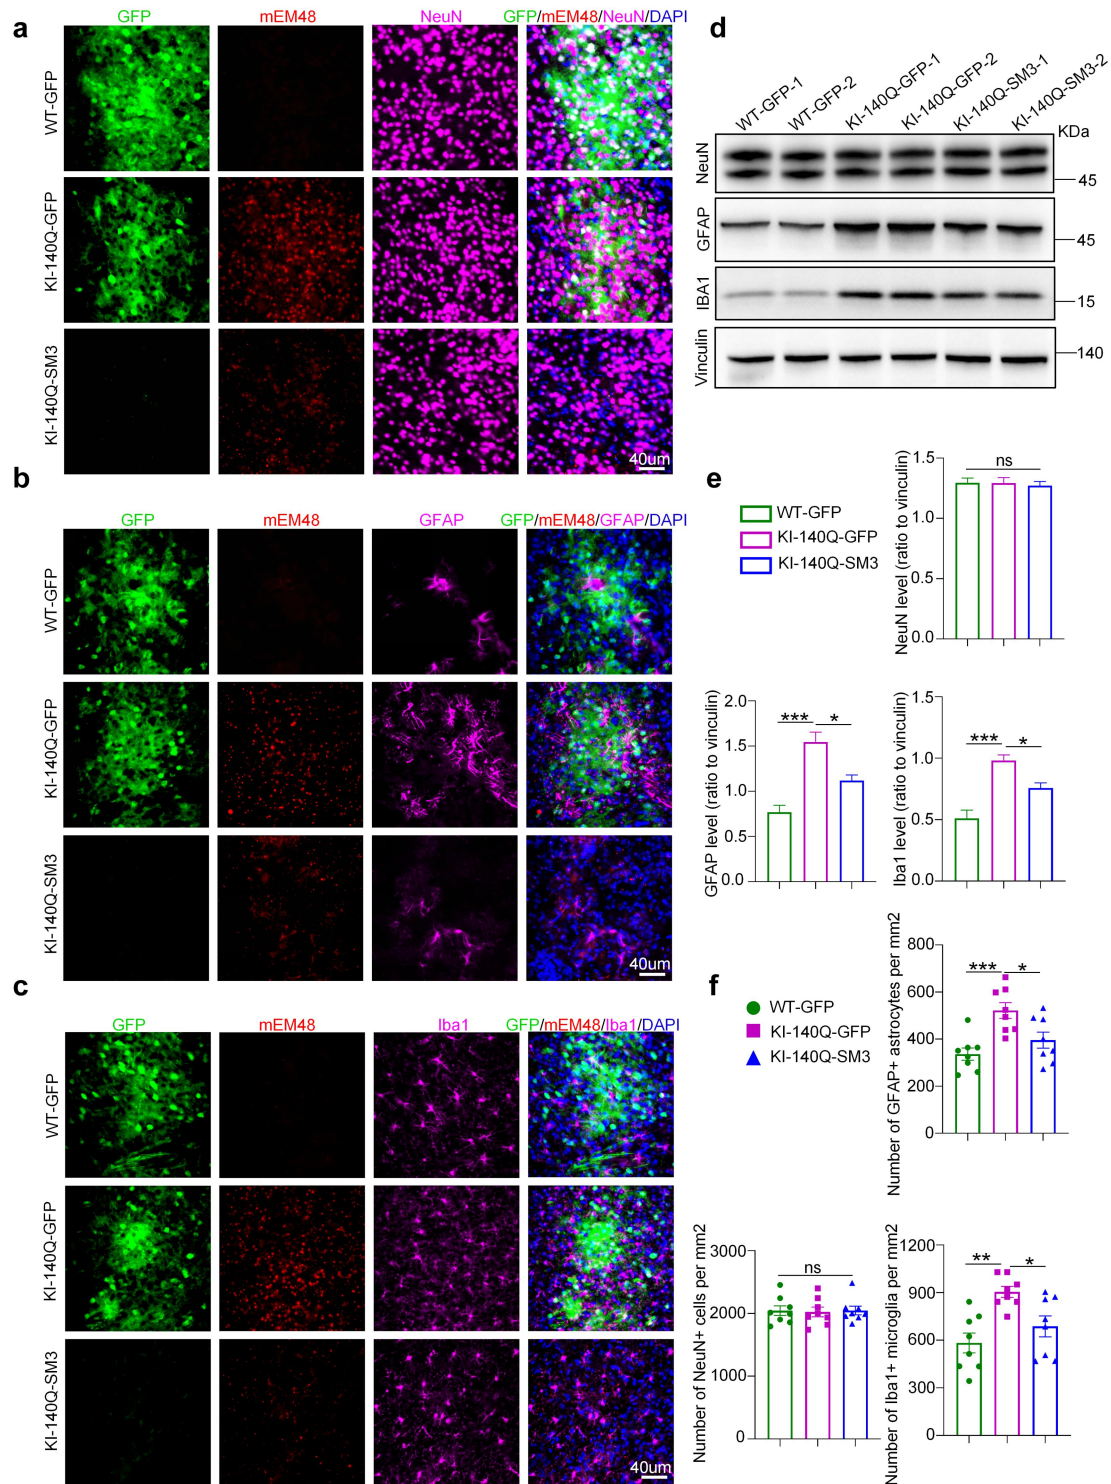 a
GFP
mEM48
NeuN
GFP/mEM48/NeuN/DAPI
WT-GFP
KI-140Q-GFP
KI-140Q-SM3
40um
b
GFP
mEM48
GFAP
GFP/mEM48/GFAP/DAPI
WT-GFP
KI-140Q-GFP
KI-140Q-SM3
40um
c
GFP
mEM48
Iba1
GFP/mEM48/Iba1/DAPI
WT-GFP
KI-140Q-GFP
KI-140Q-SM3
40um
d
WT-GFP-1
WT-GFP-2
KI-140Q-GFP-1
KI-140Q-GFP-2
KI-140Q-SM3-1
KI-140Q-SM3-2
KDa
NeuN
45
GFAP
45
IBA1
15
Vinculin
140
e
WT-GFP
KI-140Q-GFP
KI-140Q-SM3
NeuN level (ratio to vinculin)
1.5
1.0
0.5
0.0
ns
GFAP level (ratio to vinculin)
2.0
1.5
1.0
0.5
0.0
***
*
Iba1 level (ratio to vinculin)
1.5
1.0
0.5
0.0
***
*
f
WT-GFP
KI-140Q-GFP
KI-140Q-SM3
Number of GFAP+ astrocytes per mm2
800
600
400
200
0
***
*
Number of NeuN+ cells per mm2
3000
2000
1000
0
ns
Number of Iba1+ microglia per mm2
1200
900
600
300
0
**
*